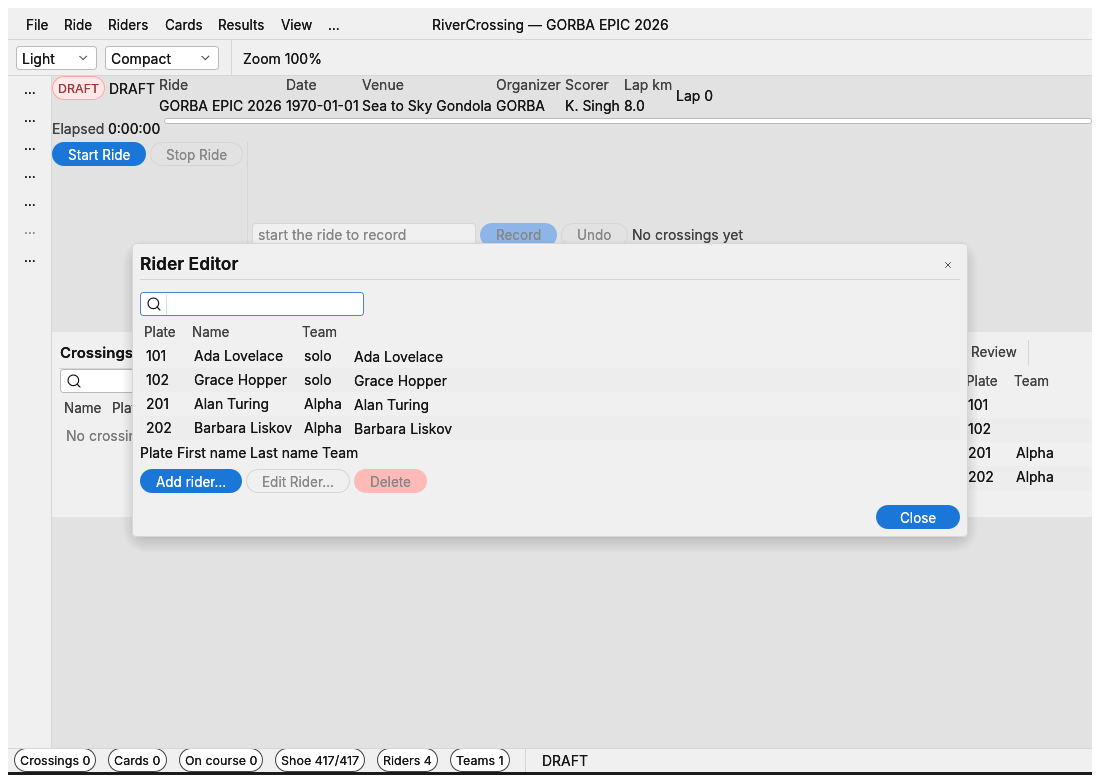 File Ride Riders Cards Results View ... RiverCrossing — GORBA EPIC 2026
Light Compact Zoom 100%
... DRAFT DRAFT Ride Date Venue Organizer Scorer Lap km Lap 0
GORBA EPIC 2026 1970-01-01 Sea to Sky Gondola GORBA K. Singh 8.0
...
Elapsed 0:00:00
... Start Ride Stop Ride
...
...
... start the ride to record Record Undo No crossings yet
...
Rider Editor ×
Plate Name Team
101 Ada Lovelace solo Ada Lovelace
102 Grace Hopper solo Grace Hopper
201 Alan Turing Alpha Alan Turing
202 Barbara Liskov Alpha Barbara Liskov
Plate First name Last name Team
Add rider... Edit Rider... Delete
Close
Crossings
Name Pla
No crossin
Review
Plate Team
101
102
201 Alpha
202 Alpha
Crossings 0 Cards 0 On course 0 Shoe 417/417 Riders 4 Teams 1 DRAFT